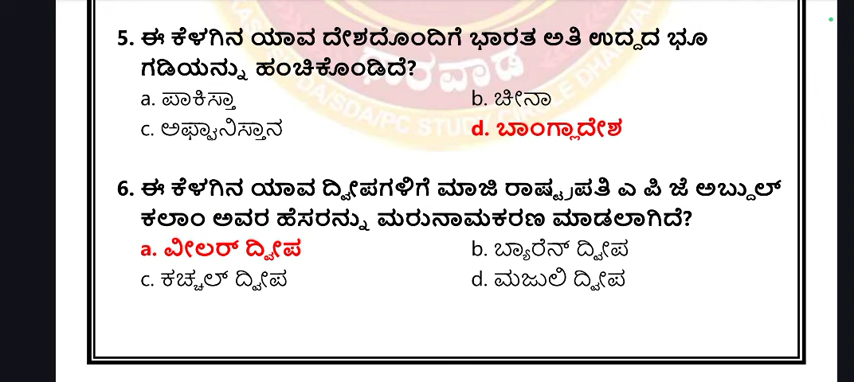 5. ಈ ಕೆಳಗಿನ ಯಾವ ದೇಶದೊಂದಿಗೆ ಭಾರತ ಅತಿ ಉದ್ದದ ಭೂ
ಗಡಿಯನ್ನು ಹಂಚಿಕೊಂಡಿದೆ?
a. ಪಾಕಿಸ್ತಾ b. ಚೀನಾ
c. ಅಫ್ಘಾನಿಸ್ತಾನ d. ಬಾಂಗ್ಲಾದೇಶ
6. ಈ ಕೆಳಗಿನ ಯಾವ ದ್ವೀಪಗಳಿಗೆ ಮಾಜಿ ರಾಷ್ಟ್ರಪತಿ ಎ ಪಿ ಜೆ ಅಬ್ದುಲ್
ಕಲಾಂ ಅವರ ಹೆಸರನ್ನು ಮರುನಾಮಕರಣ ಮಾಡಲಾಗಿದೆ?
a. ವೀಲರ್ ದ್ವೀಪ b. ಬ್ಯಾರೆನ್ ದ್ವೀಪ
c. ಕಚ್ಚಲ್ ದ್ವೀಪ d. ಮಜುಲಿ ದ್ವೀಪ